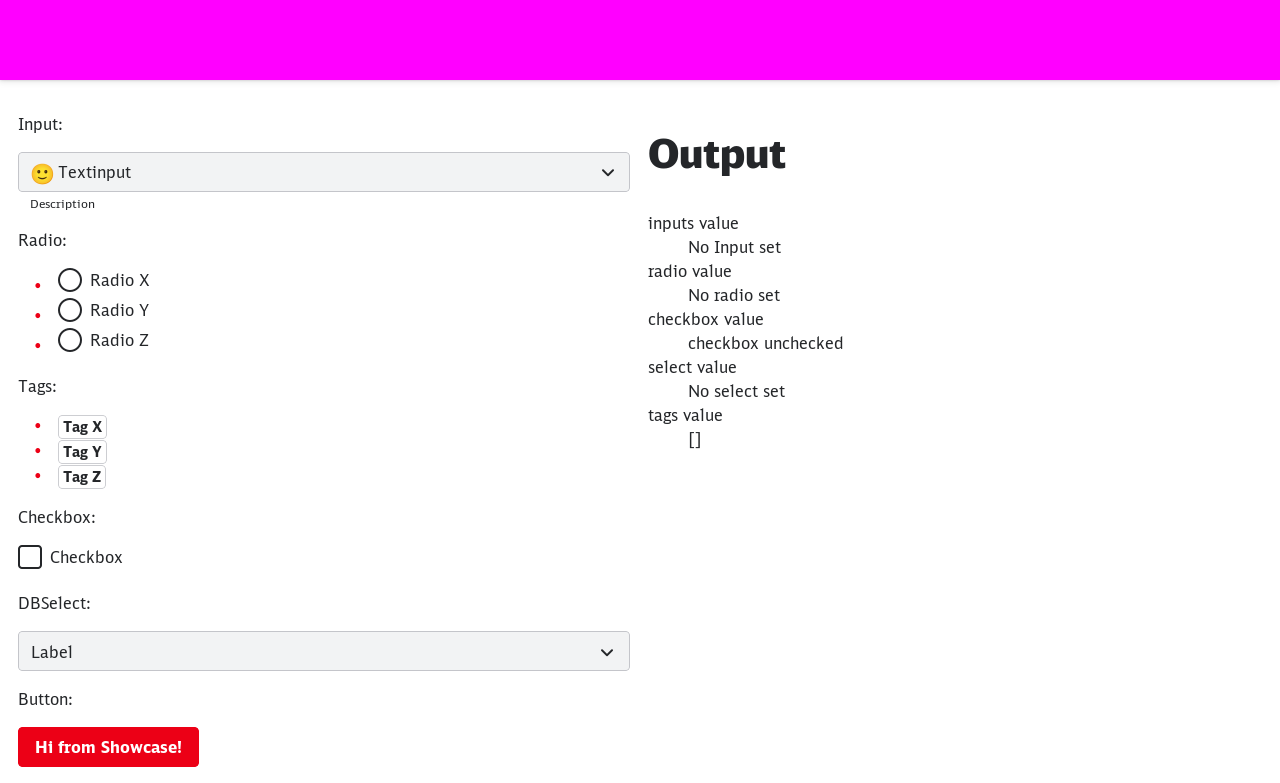 Input:
Textinput
Description
Radio:
Radio X
Radio Y
Radio Z
Tags:
Tag X
Tag Y
Tag Z
Checkbox:
Checkbox
DBSelect:
Label
Button:
Hi from Showcase!
Output
inputs value
No Input set
radio value
No radio set
checkbox value
checkbox unchecked
select value
No select set
tags value
[]